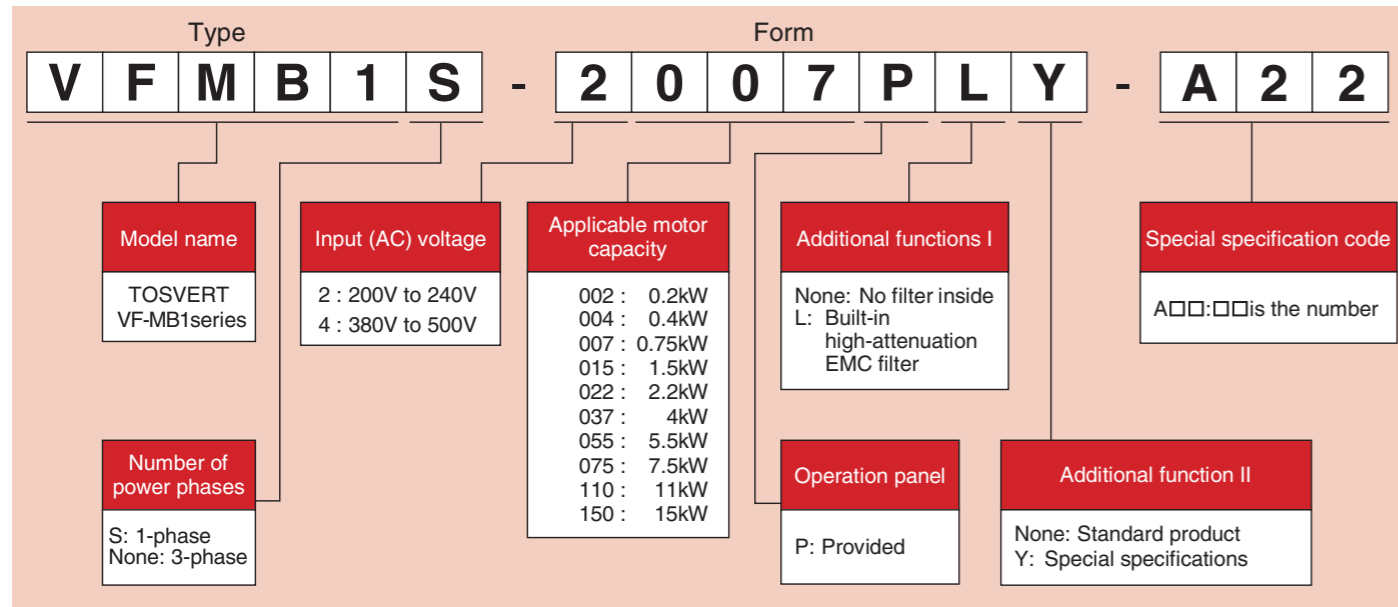 Type
Form
V F M B 1 S - 2 0 0 7 P L Y - A 2 2
Model name
TOSVERT
VF-MB1series
Number of
power phases
S: 1-phase
None: 3-phase
Input (AC) voltage
2 : 200V to 240V
4 : 380V to 500V
Applicable motor
capacity
002 : 0.2kW
004 : 0.4kW
007 : 0.75kW
015 : 1.5kW
022 : 2.2kW
037 : 4kW
055 : 5.5kW
075 : 7.5kW
110 : 11kW
150 : 15kW
Additional functions I
None: No filter inside
L: Built-in
high-attenuation
EMC filter
Operation panel
P: Provided
Additional function II
None: Standard product
Y: Special specifications
Special specification code
A□□:□□is the number